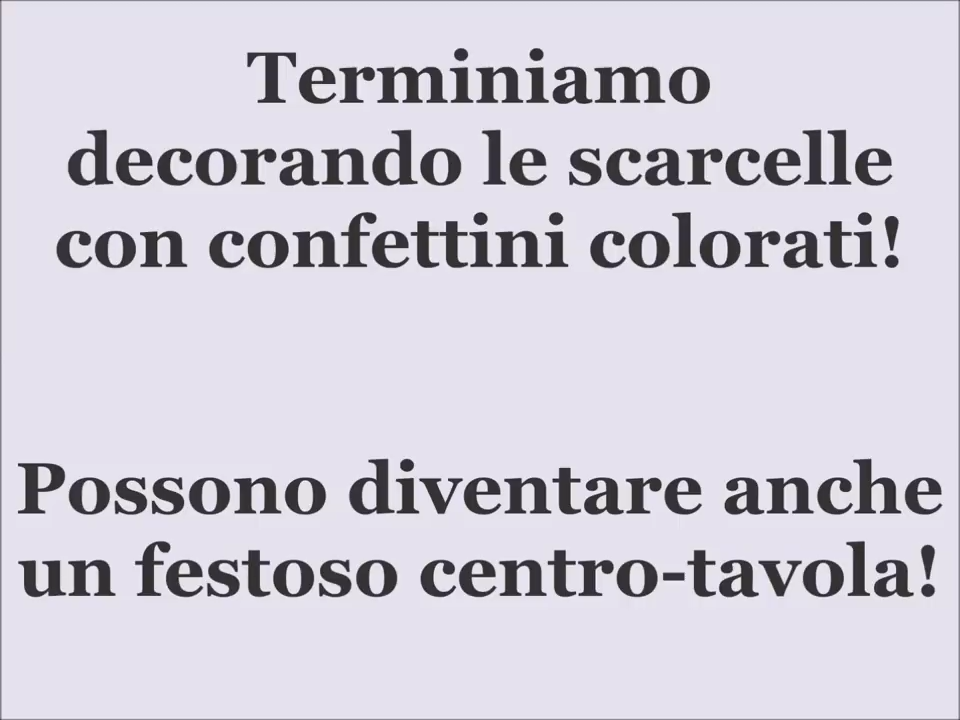 Terminiamo
decorando le scarcelle
con confettini colorati!
Possono diventare anche
un festoso centro-tavola!